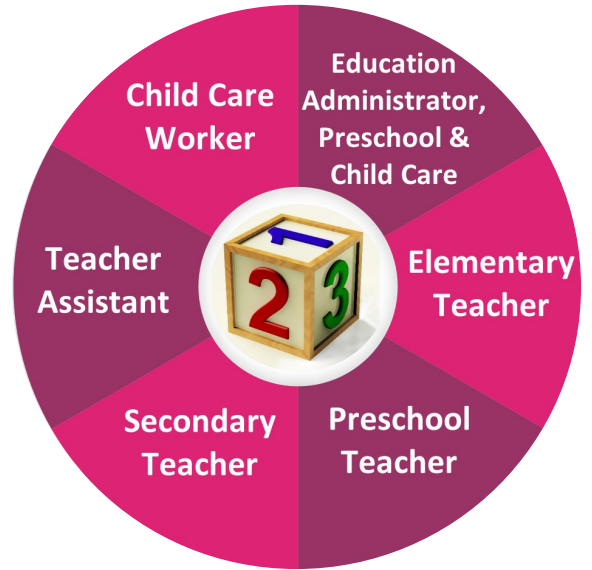 Education
Administrator,
Preschool &
Child Care
Elementary
Teacher
Preschool
Teacher
Secondary
Teacher
Teacher
Assistant
Child Care
Worker
1
2
3